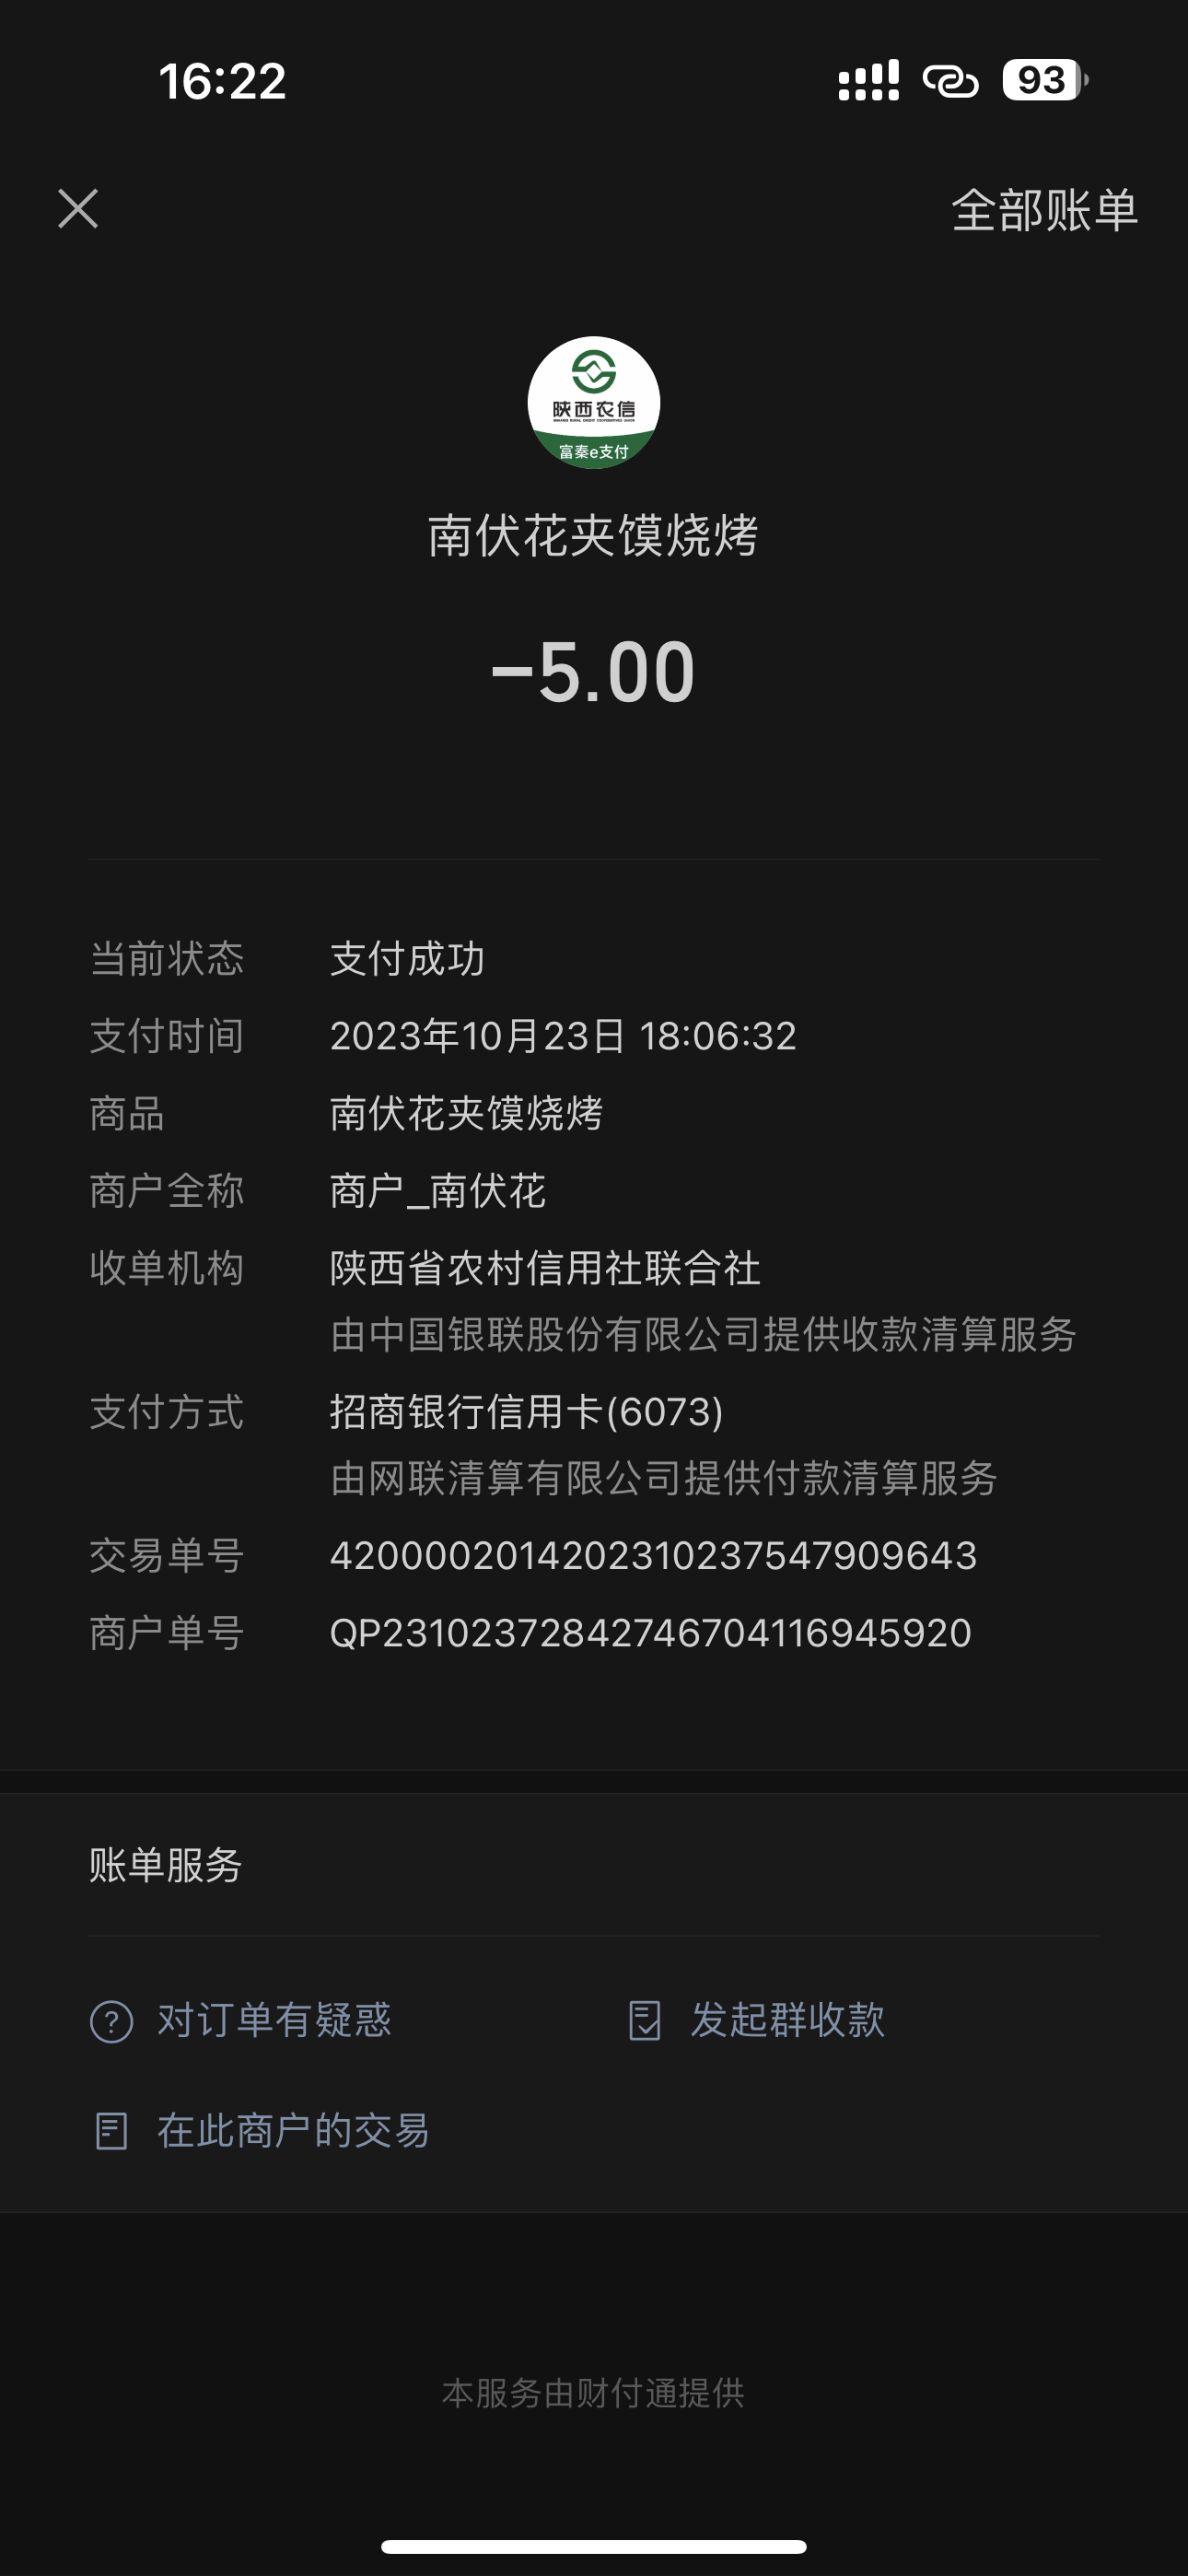 16:22
93
全部账单
陕西农信
富秦e支付
南伏花夹馍烧烤
-5.00
当前状态 支付成功
支付时间 2023年10月23日 18:06:32
商品 南伏花夹馍烧烤
商户全称 商户_南伏花
收单机构 陕西省农村信用社联合社
由中国银联股份有限公司提供收款清算服务
支付方式 招商银行信用卡(6073)
由网联清算有限公司提供付款清算服务
交易单号 4200002014202310237547909643
商户单号 QP231023728427467041​16945920
账单服务
对订单有疑惑 发起群收款
在此商户的交易
本服务由财付通提供